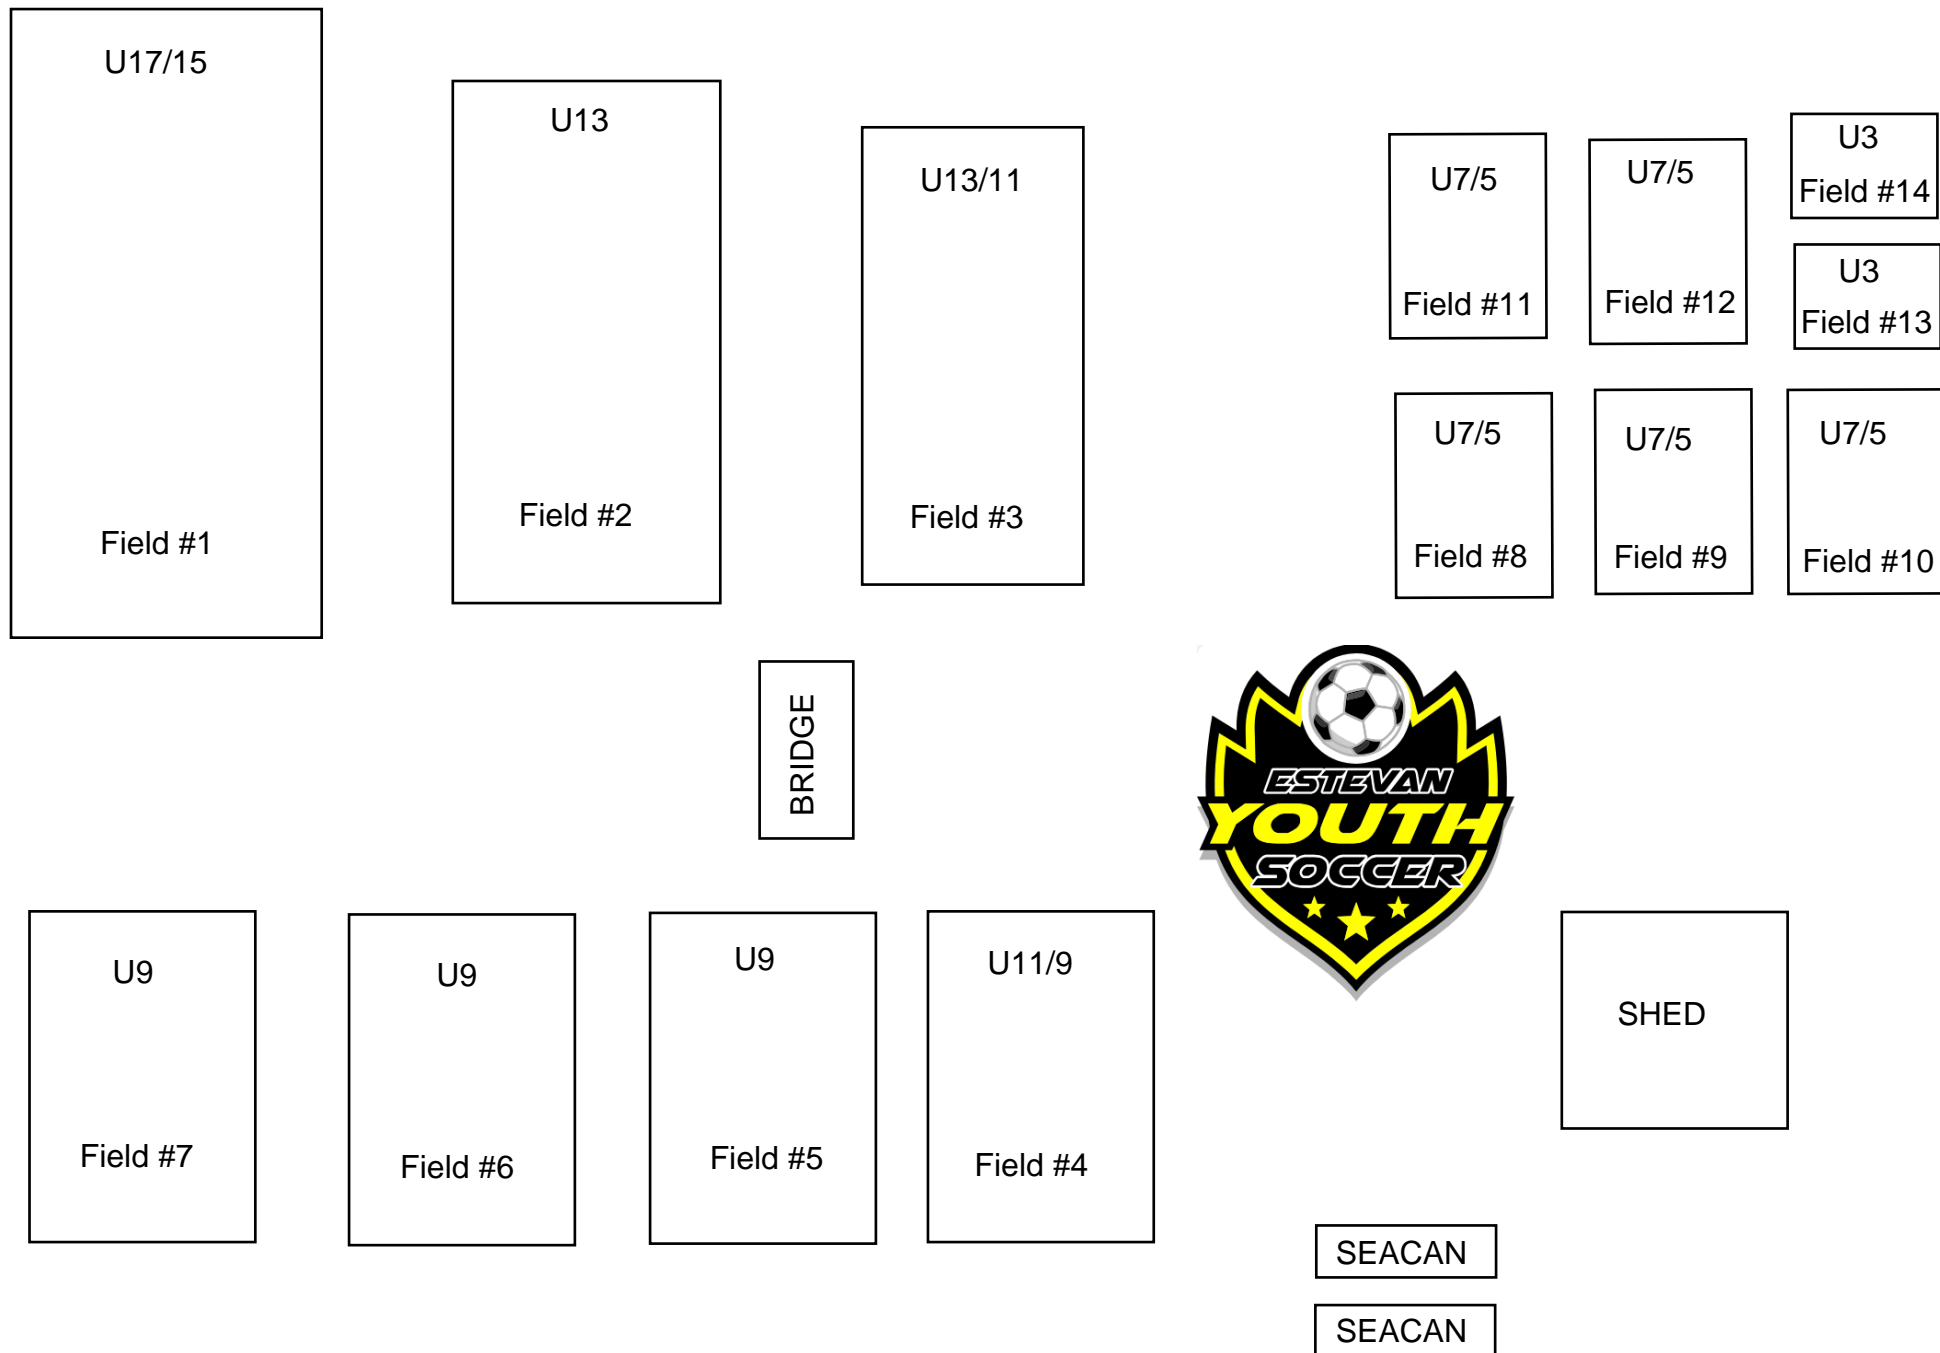 U17/15
Field #1
U13
Field #2
U13/11
Field #3
U7/5
Field #11
U7/5
Field #12
U3
Field #14
U3
Field #13
U7/5
Field #8
U7/5
Field #9
U7/5
Field #10
BRIDGE
ESTEVAN
YOUTH
SOCCER
U9
Field #7
U9
Field #6
U9
Field #5
U11/9
Field #4
SHED
SEACAN
SEACAN